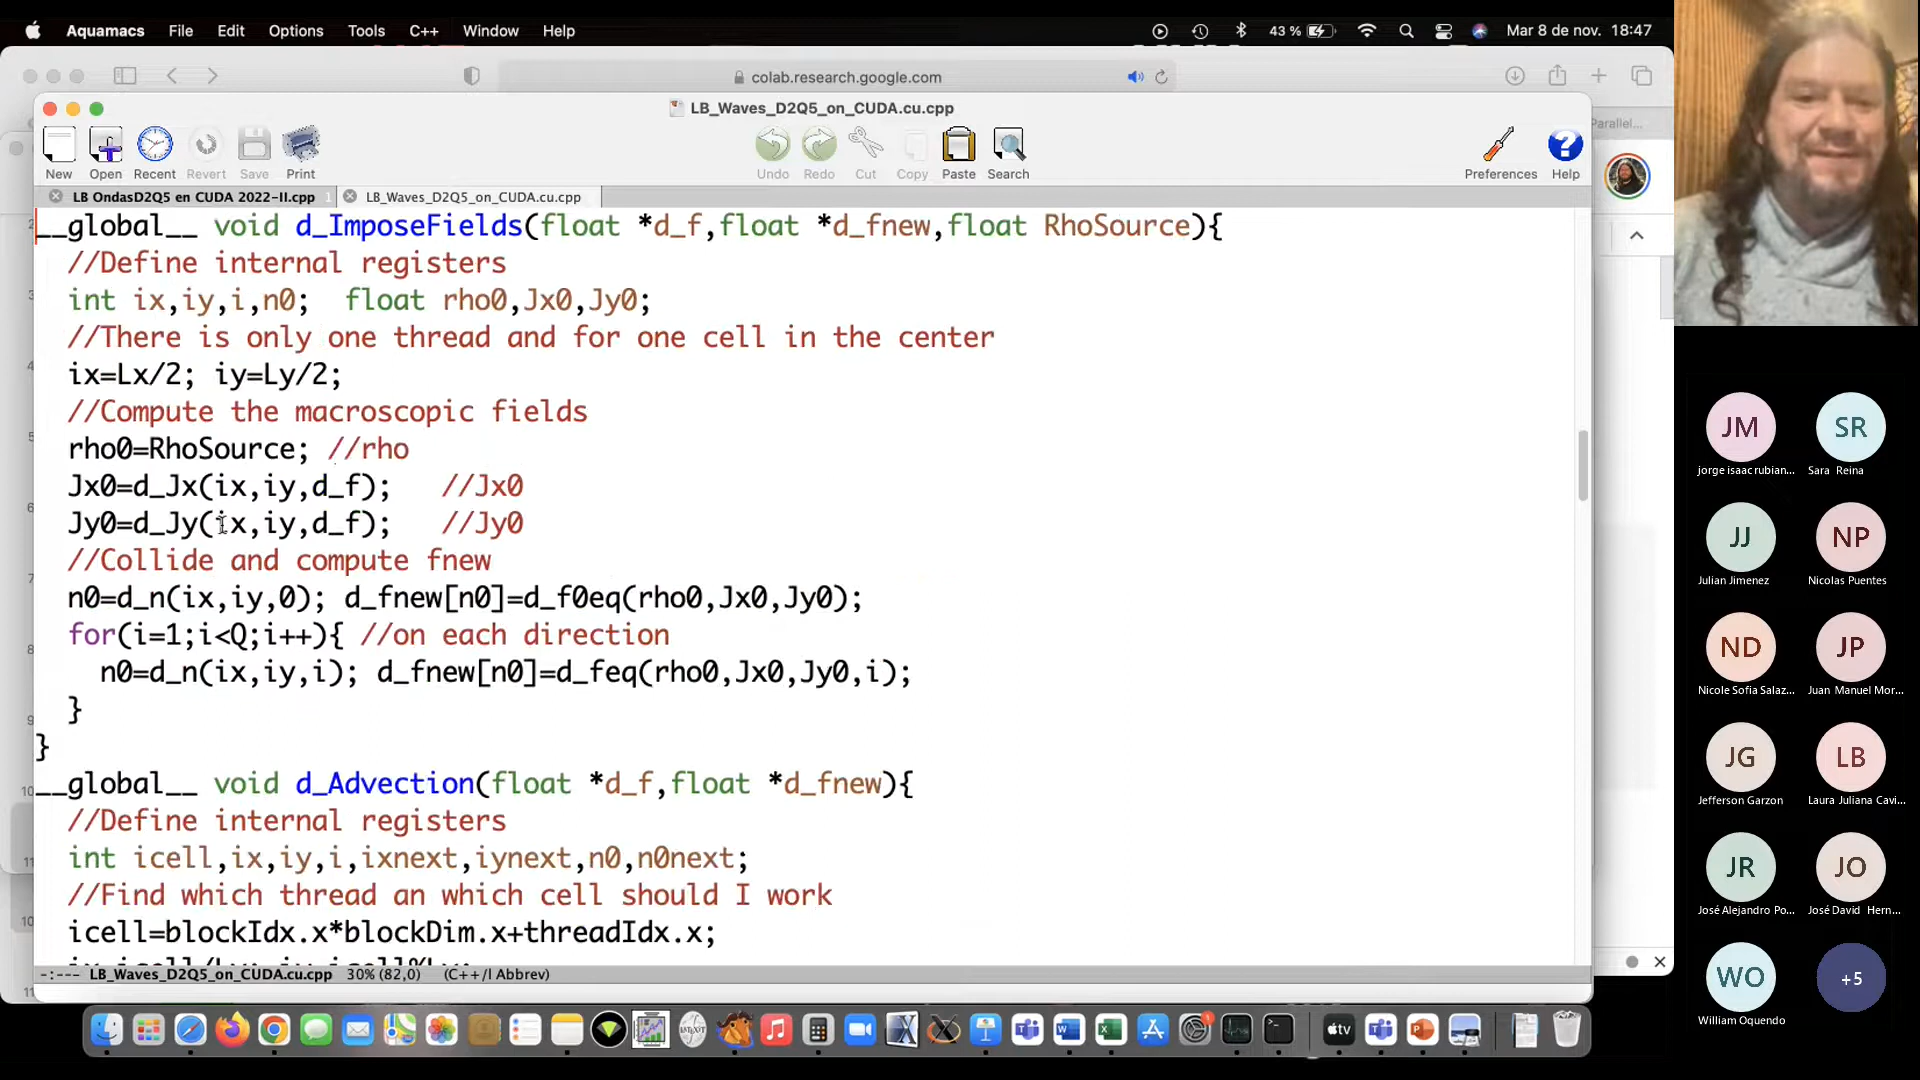 Aquamacs File Edit Options Tools C++ Window Help 43 % Mar 8 de nov. 18:47
colab.research.google.com
LB_Waves_D2Q5_on_CUDA.cu.cpp
New Open Recent Revert Save Print Undo Redo Cut Copy Paste Search Preferences Help
LB OndasD2Q5 en CUDA 2022-II.cpp LB_Waves_D2Q5_on_CUDA.cu.cpp
Parallel...
__global__ void d_ImposeFields(float *d_f,float *d_fnew,float RhoSource){
//Define internal registers
int ix,iy,i,n0; float rho0,Jx0,Jy0;
//There is only one thread and for one cell in the center
ix=Lx/2; iy=Ly/2;
//Compute the macroscopic fields
rho0=RhoSource; //rho
Jx0=d_Jx(ix,iy,d_f); //Jx0
Jy0=d_Jy(ix,iy,d_f); //Jy0
//Collide and compute fnew
n0=d_n(ix,iy,0); d_fnew[n0]=d_f0eq(rho0,Jx0,Jy0);
for(i=1;i<Q;i++){ //on each direction
n0=d_n(ix,iy,i); d_fnew[n0]=d_feq(rho0,Jx0,Jy0,i);
}
}
__global__ void d_Advection(float *d_f,float *d_fnew){
//Define internal registers
int icell,ix,iy,i,ixnext,iynext,n0,n0next;
//Find which thread an which cell should I work
icell=blockIdx.x*blockDim.x+threadIdx.x;
-:--- LB_Waves_D2Q5_on_CUDA.cu.cpp 30% (82,0) (C++/l Abbrev)
JM SR
jorge isaac rubian... Sara Reina
JJ NP
Julian Jimenez Nicolas Puentes
ND JP
Nicole Sofia Salaz... Juan Manuel Mor...
JG LB
Jefferson Garzon Laura Juliana Cavi...
JR JO
José Alejandro Po... José David Hern...
WO +5
William Oquendo
tv